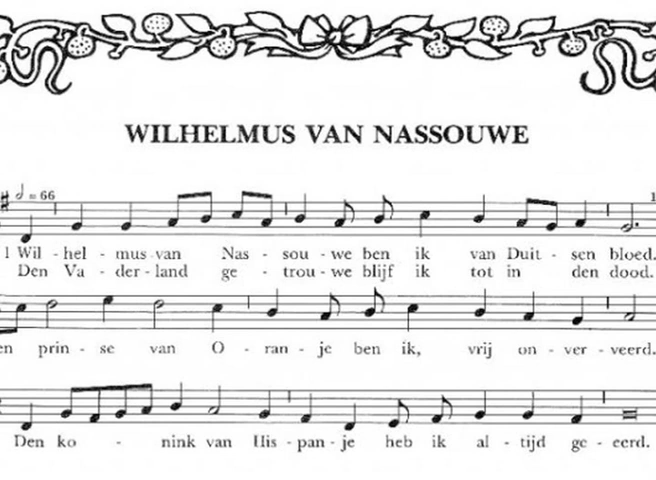 WILHELMUS VAN NASSOUWE
= 66
1 Wil - hel - mus van Nas - sou - we ben ik van Duit - sen bloed.
Den Va - der - land ge - trou - we blijf ik tot in den dood.
en prin - se van O - ran - je ben ik, vrij on - ver - veerd.
Den ko - nink van His - pan - je heb ik al - tijd ge - eerd.